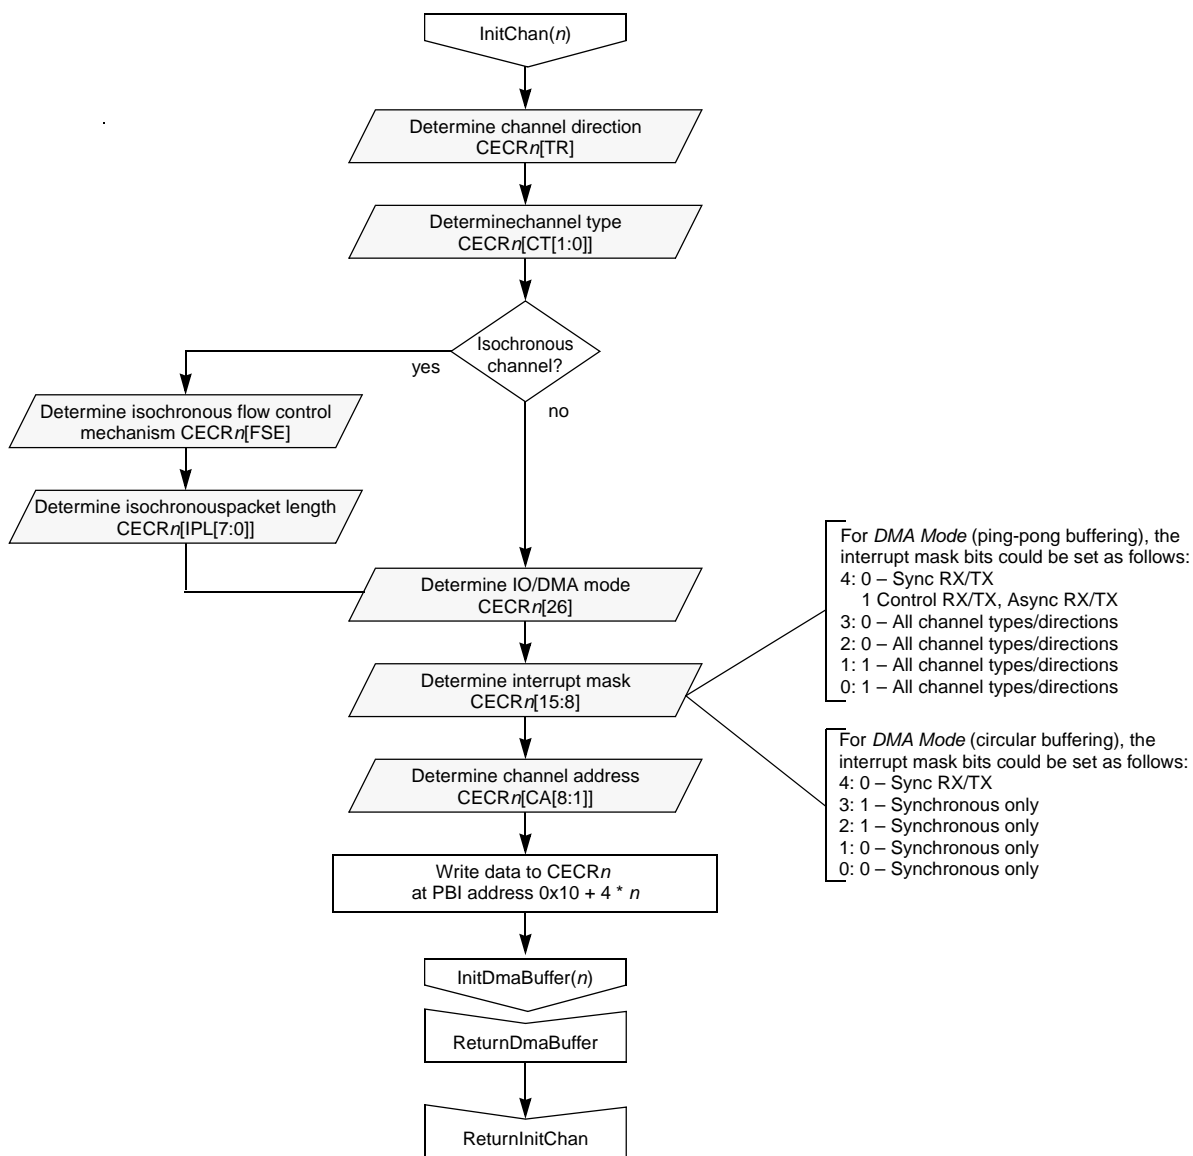 InitChan(n)
Determine channel direction
CECRn[TR]
Determinechannel type
CECRn[CT[1:0]]
Isochronous
channel?
yes
no
Determine isochronous flow control
mechanism CECRn[FSE]
Determine isochronouspacket length
CECRn[IPL[7:0]]
Determine IO/DMA mode
CECRn[26]
Determine interrupt mask
CECRn[15:8]
Determine channel address
CECRn[CA[8:1]]
Write data to CECRn
at PBI address 0x10 + 4 * n
InitDmaBuffer(n)
ReturnDmaBuffer
ReturnInitChan
For DMA Mode (ping-pong buffering), the
interrupt mask bits could be set as follows:
4: 0 – Sync RX/TX
1 Control RX/TX, Async RX/TX
3: 0 – All channel types/directions
2: 0 – All channel types/directions
1: 1 – All channel types/directions
0: 1 – All channel types/directions
For DMA Mode (circular buffering), the
interrupt mask bits could be set as follows:
4: 0 – Sync RX/TX
3: 1 – Synchronous only
2: 1 – Synchronous only
1: 0 – Synchronous only
0: 0 – Synchronous only